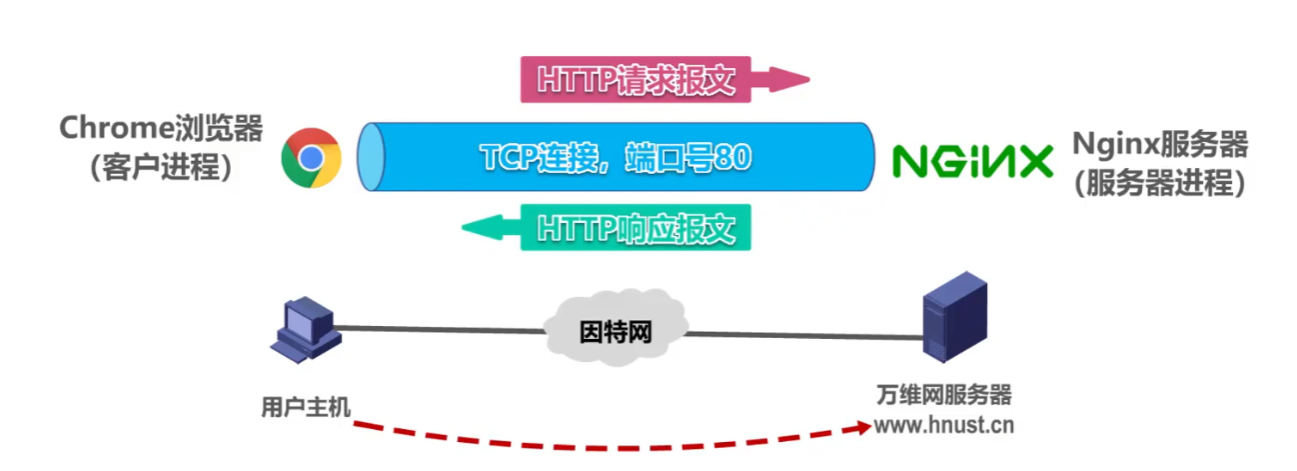 HTTP请求报文
Chrome浏览器
（客户进程）
TCP连接，端口号80
NGiNX
Nginx服务器
（服务器进程）
HTTP响应报文
因特网
用户主机
万维网服务器
www.hnust.cn